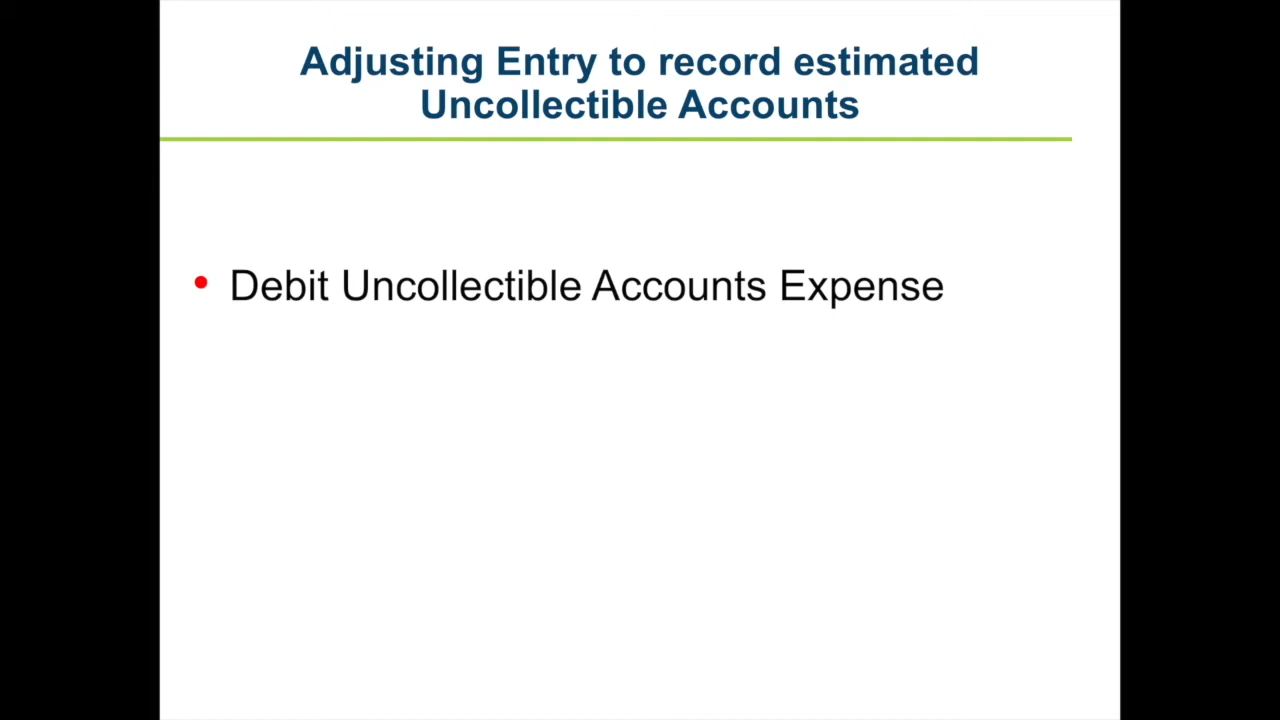 Adjusting Entry to record estimated
Uncollectible Accounts
• Debit Uncollectible Accounts Expense